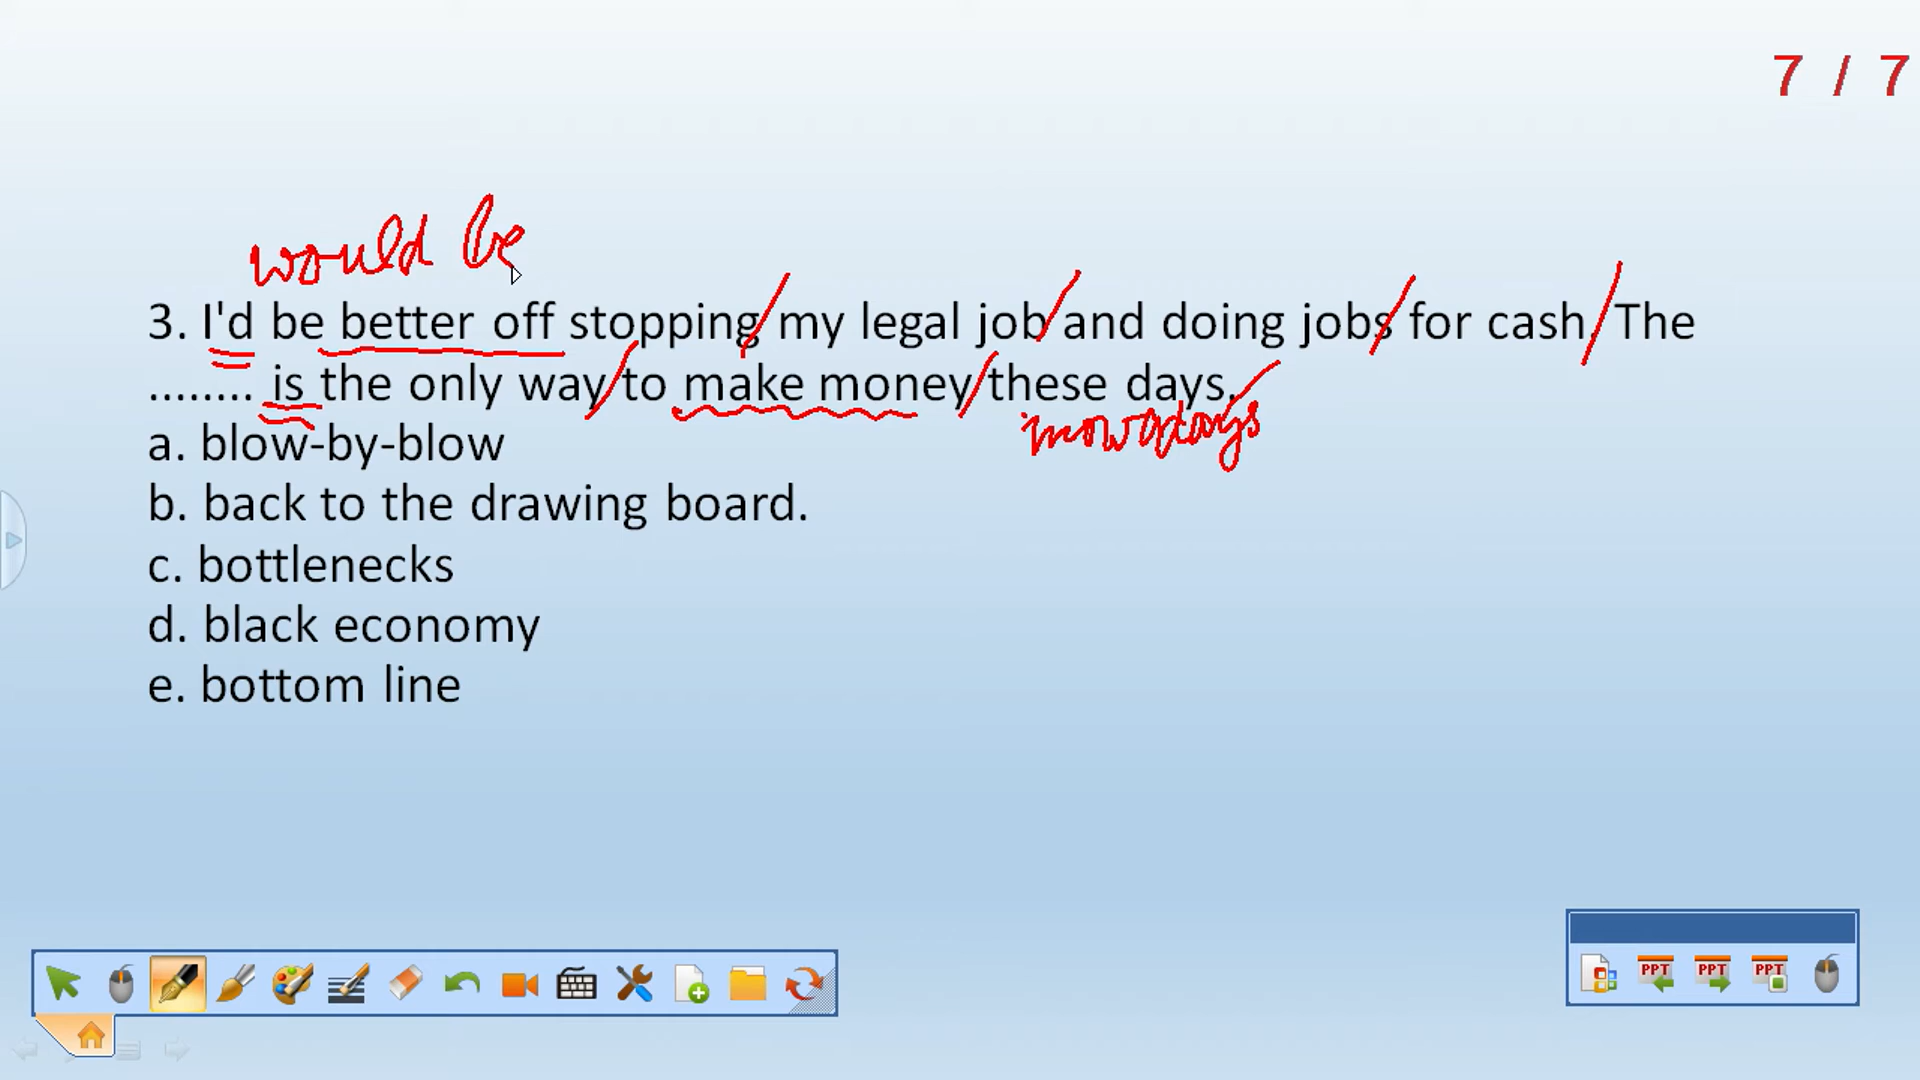 7 / 7
would be
3. I'd be better off stopping my legal job and doing jobs for cash. The
........ is the only way to make money these days.
nowadays
a. blow-by-blow
b. back to the drawing board.
c. bottlenecks
d. black economy
e. bottom line
PPT PPT PPT